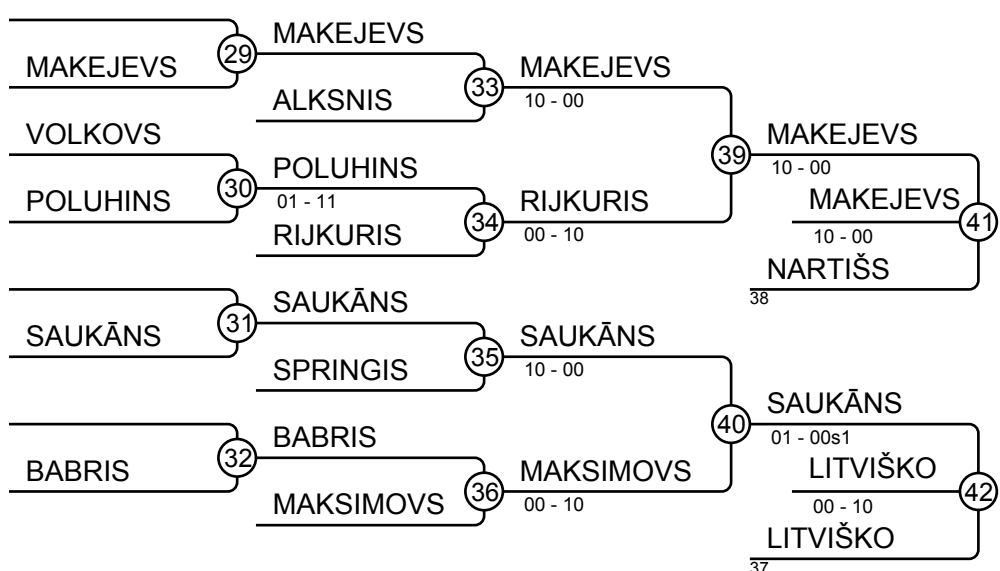 MAKEJEVS
29
MAKEJEVS
ALKSNIS
33
MAKEJEVS
10 - 00
VOLKOVS
POLUHINS
30
POLUHINS
01 - 11
RIJKURIS
34
RIJKURIS
00 - 10
39
MAKEJEVS
10 - 00
MAKEJEVS
10 - 00
41
NARTIŠS
38
SAUKĀNS
31
SAUKĀNS
SPRINGIS
35
SAUKĀNS
10 - 00
BABRIS
32
BABRIS
MAKSIMOVS
36
MAKSIMOVS
00 - 10
40
SAUKĀNS
01 - 00s1
LITVIŠKO
00 - 10
42
LITVIŠKO
37